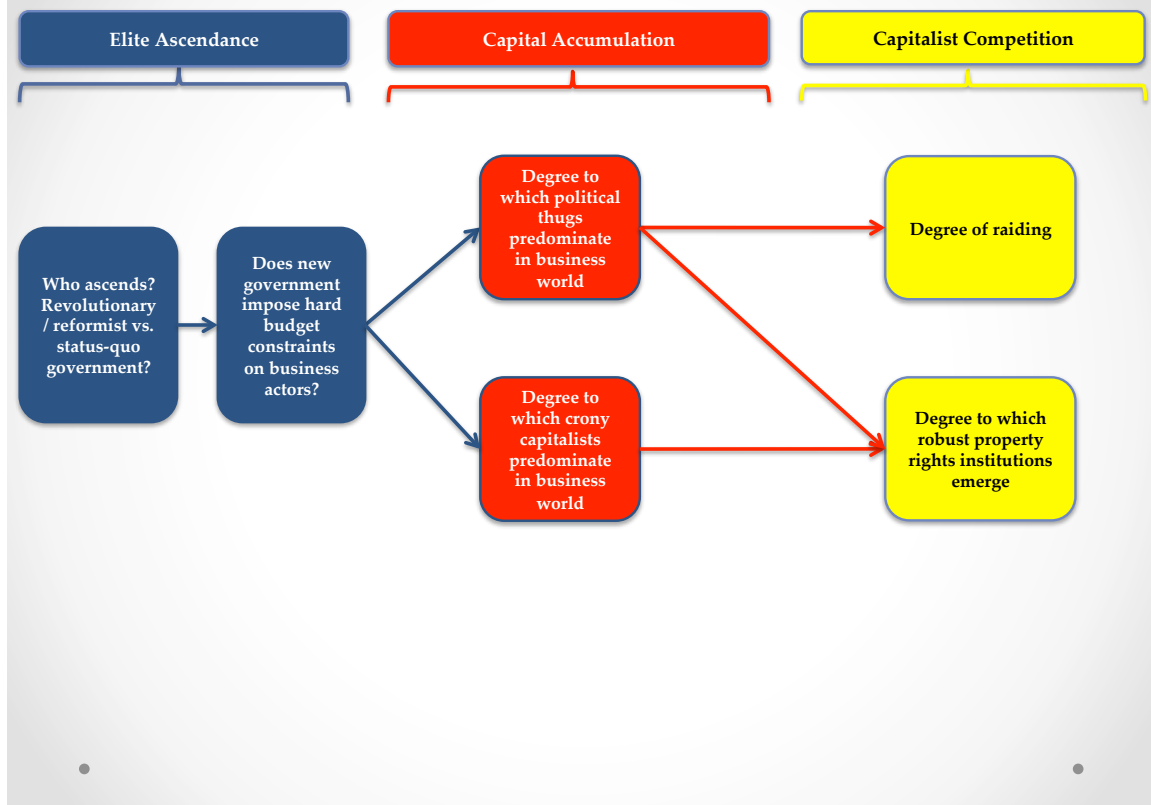 Elite Ascendance
Capital Accumulation
Capitalist Competition
Who ascends?
Revolutionary
/ reformist vs.
status-quo
government?
Does new
government
impose hard
budget
constraints
on business
actors?
Degree to
which political
thugs
predominate
in business
world
Degree to
which crony
capitalists
predominate
in business
world
Degree of raiding
Degree to which
robust property
rights institutions
emerge